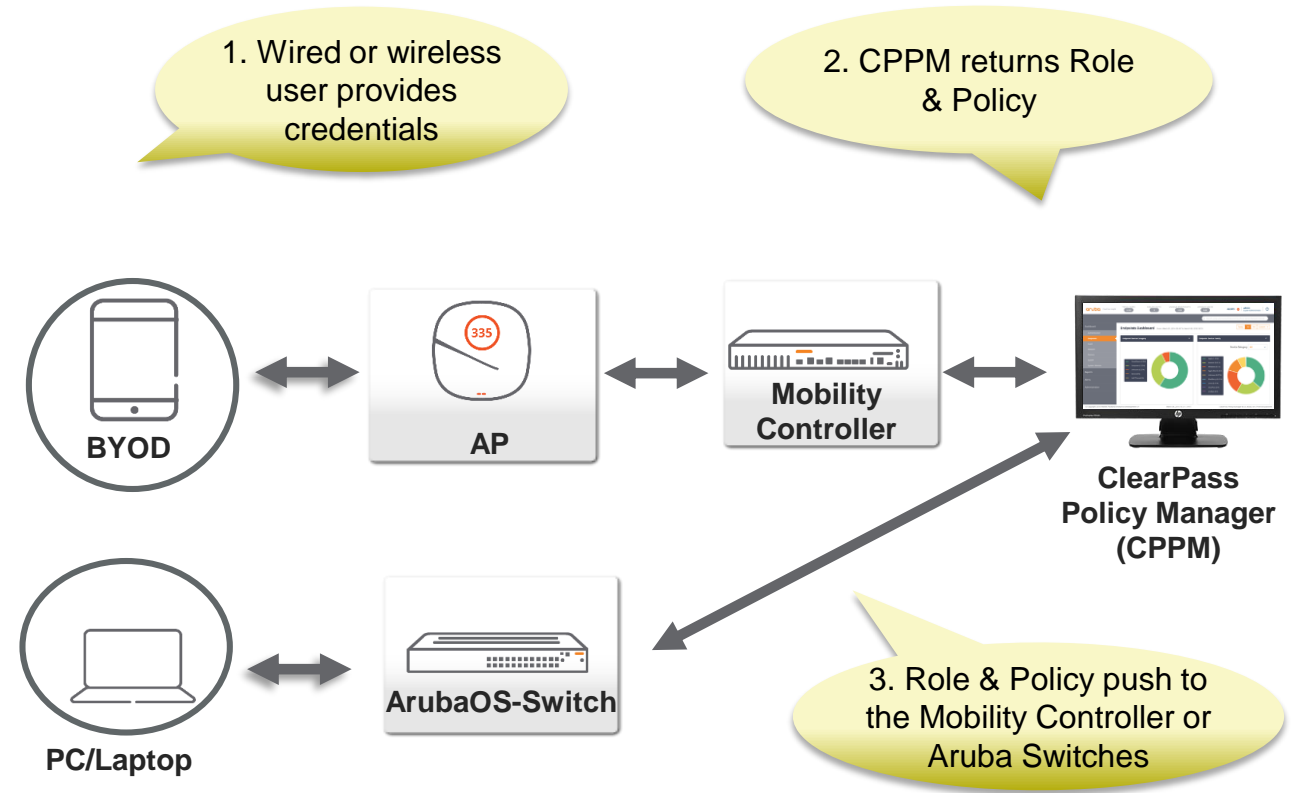 1. Wired or wireless
user provides
credentials
2. CPPM returns Role
& Policy
335
BYOD
AP
Mobility
Controller
ClearPass
Policy Manager
(CPPM)
ArubaOS-Switch
PC/Laptop
3. Role & Policy push to
the Mobility Controller or
Aruba Switches